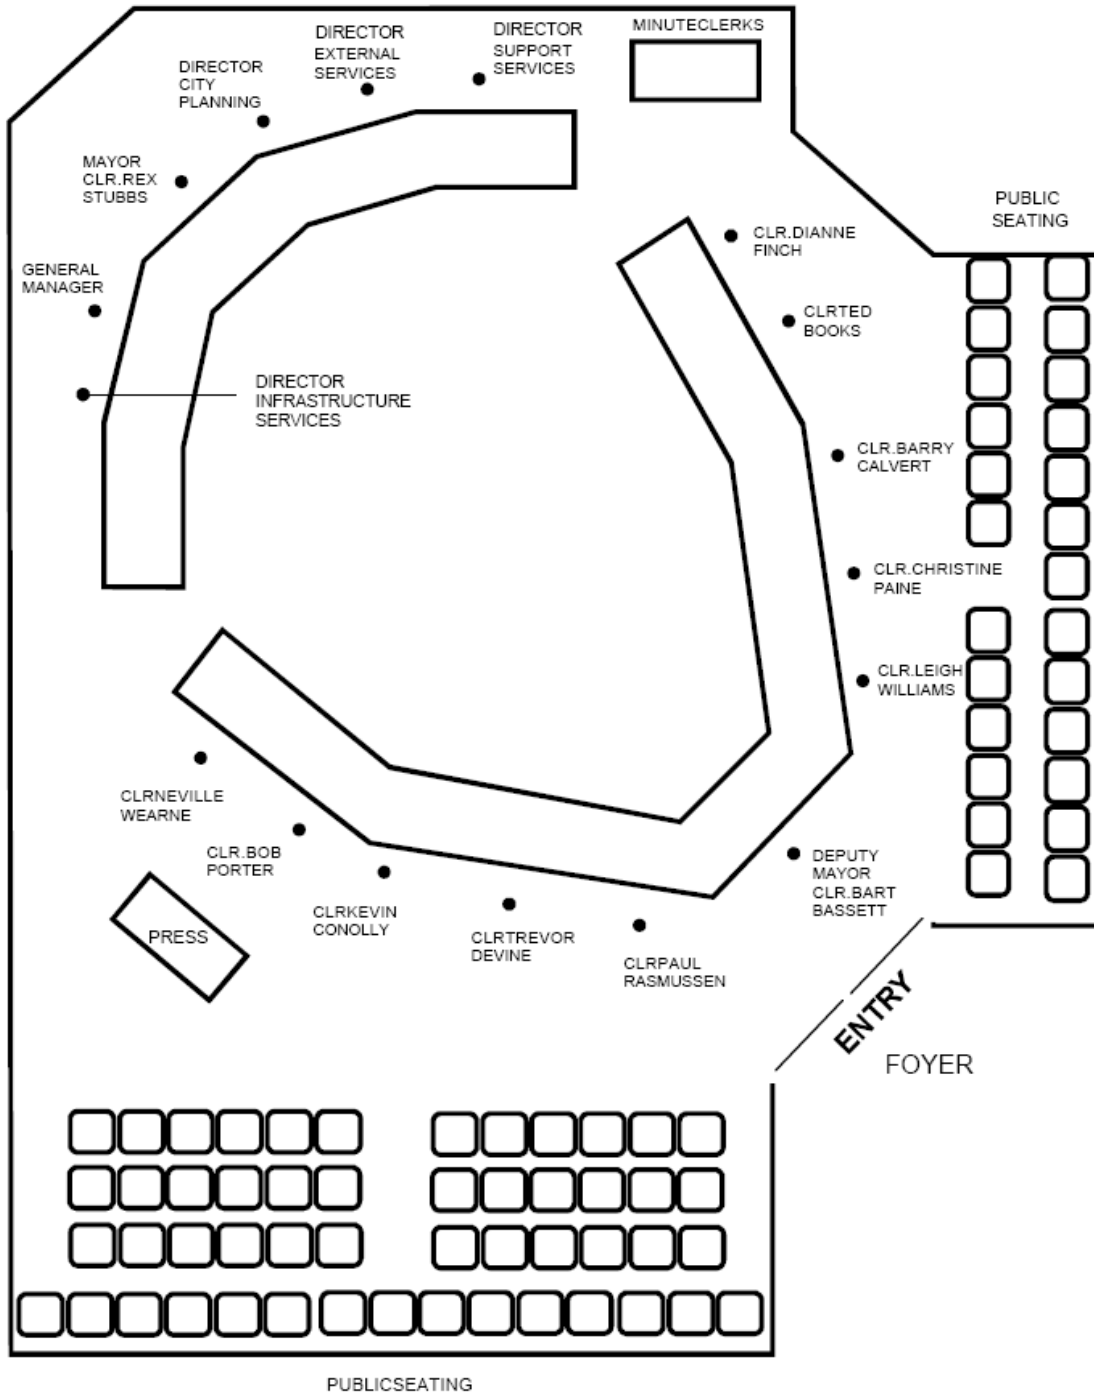 DIRECTOR
EXTERNAL
SERVICES
DIRECTOR
SUPPORT
SERVICES
MINUTECLERKS
DIRECTOR
CITY
PLANNING
MAYOR
CLR.REX
STUBBS
PUBLIC
SEATING
CLR.DIANNE
FINCH
GENERAL
MANAGER
CLRTED
BOOKS
DIRECTOR
INFRASTRUCTURE
SERVICES
CLR.BARRY
CALVERT
CLR.CHRISTINE
PAINE
CLR.LEIGH
WILLIAMS
CLRNEVILLE
WEARNE
CLR.BOB
PORTER
DEPUTY
MAYOR
CLR.BART
BASSETT
CLRKEVIN
CONOLLY
PRESS
CLRTREVOR
DEVINE
CLRPAUL
RASMUSSEN
ENTRY
FOYER
PUBLICSEATING